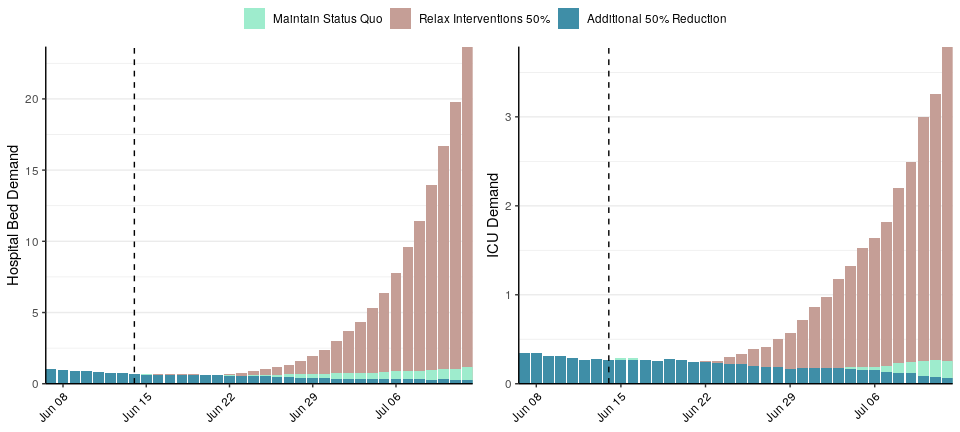 Maintain Status Quo Relax Interventions 50% Additional 50% Reduction
Hospital Bed Demand
20
15
10
5
0
Jun 08 Jun 15 Jun 22 Jun 29 Jul 06
ICU Demand
3
2
1
0
Jun 08 Jun 15 Jun 22 Jun 29 Jul 06